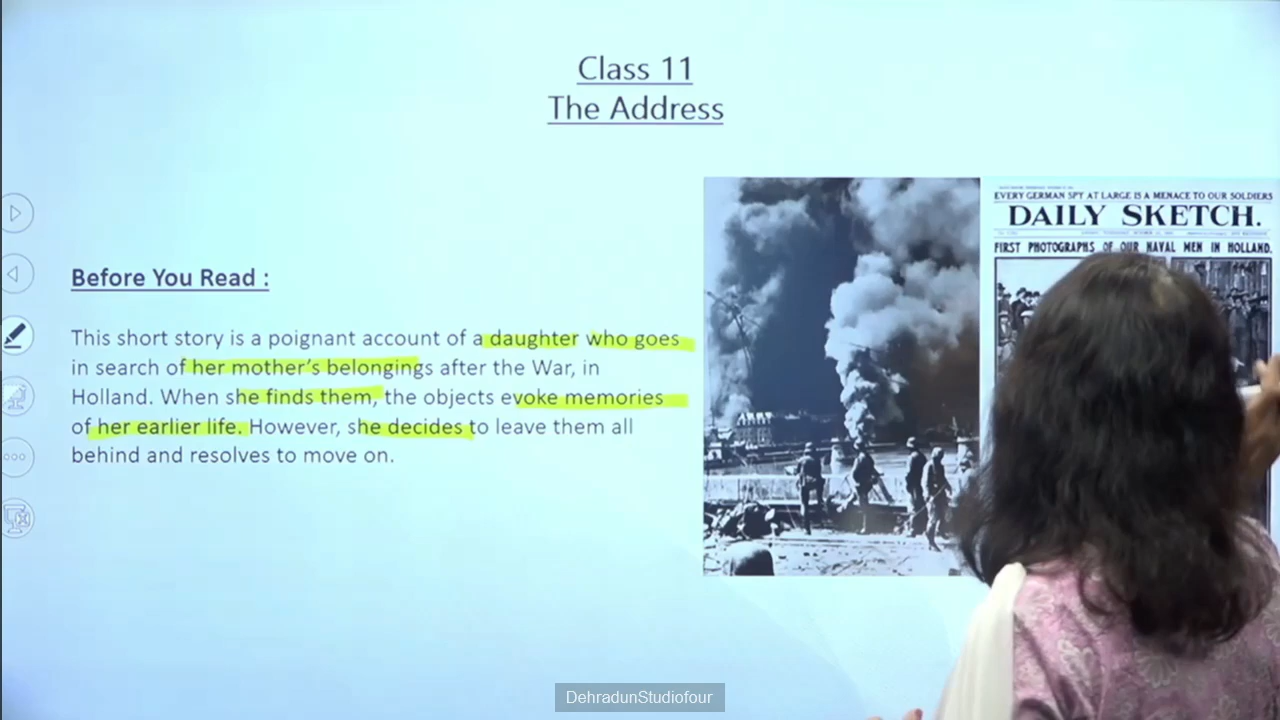 Class 11
The Address
Before You Read :
This short story is a poignant account of a daughter who goes
in search of her mother's belongings after the War, in
Holland. When she finds them, the objects evoke memories
of her earlier life. However, she decides to leave them all
behind and resolves to move on.
EVERY GERMAN SPY AT LARGE IS A MENACE TO OUR SOLDIERS
DAILY SKETCH.
FIRST PHOTOGRAPHS OF OUR NAVAL MEN IN HOLLAND.
DehradunStudiofour